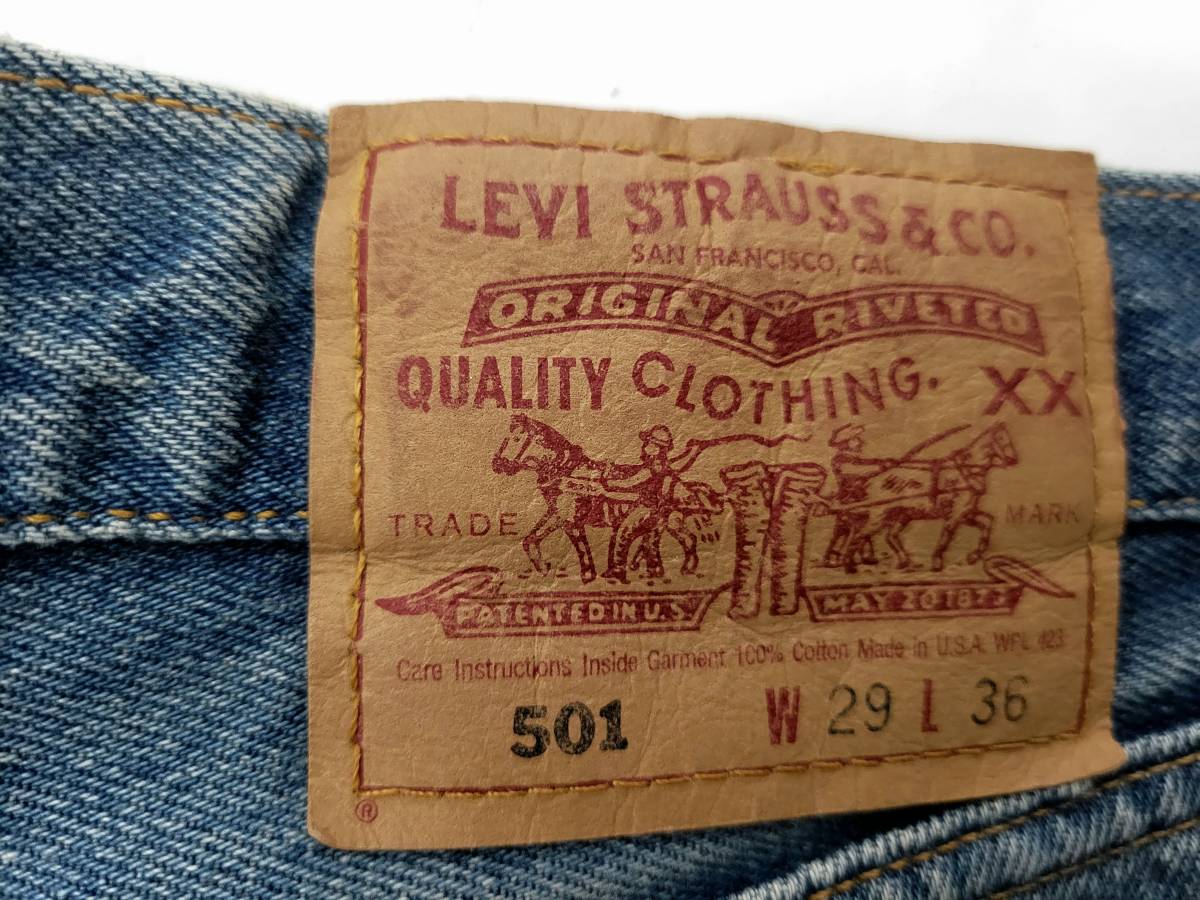 LEVI STRAUSS & CO.
SAN FRANCISCO, CAL.
ORIGINAL RIVETED
QUALITY CLOTHING. XX
TRADE MARK
PATENTED IN U.S. MAY 20 1873
Care Instructions Inside Garment 100% Cotton Made in U.S.A. WPL 423
501 W 29 L 36
®